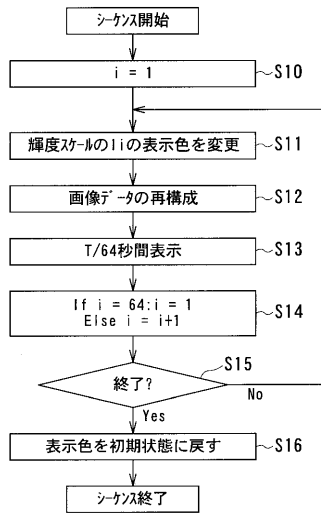 ｼｰｹﾝｽ開始
i = 1
S10
輝度ｽｹｰﾙのIiの表示色を変更
S11
画像ﾃﾞｰﾀの再構成
S12
T/64秒間表示
S13
If i = 64:i = 1
Else i = i+1
S14
終了?
S15
No
Yes
表示色を初期状態に戻す
S16
ｼｰｹﾝｽ終了